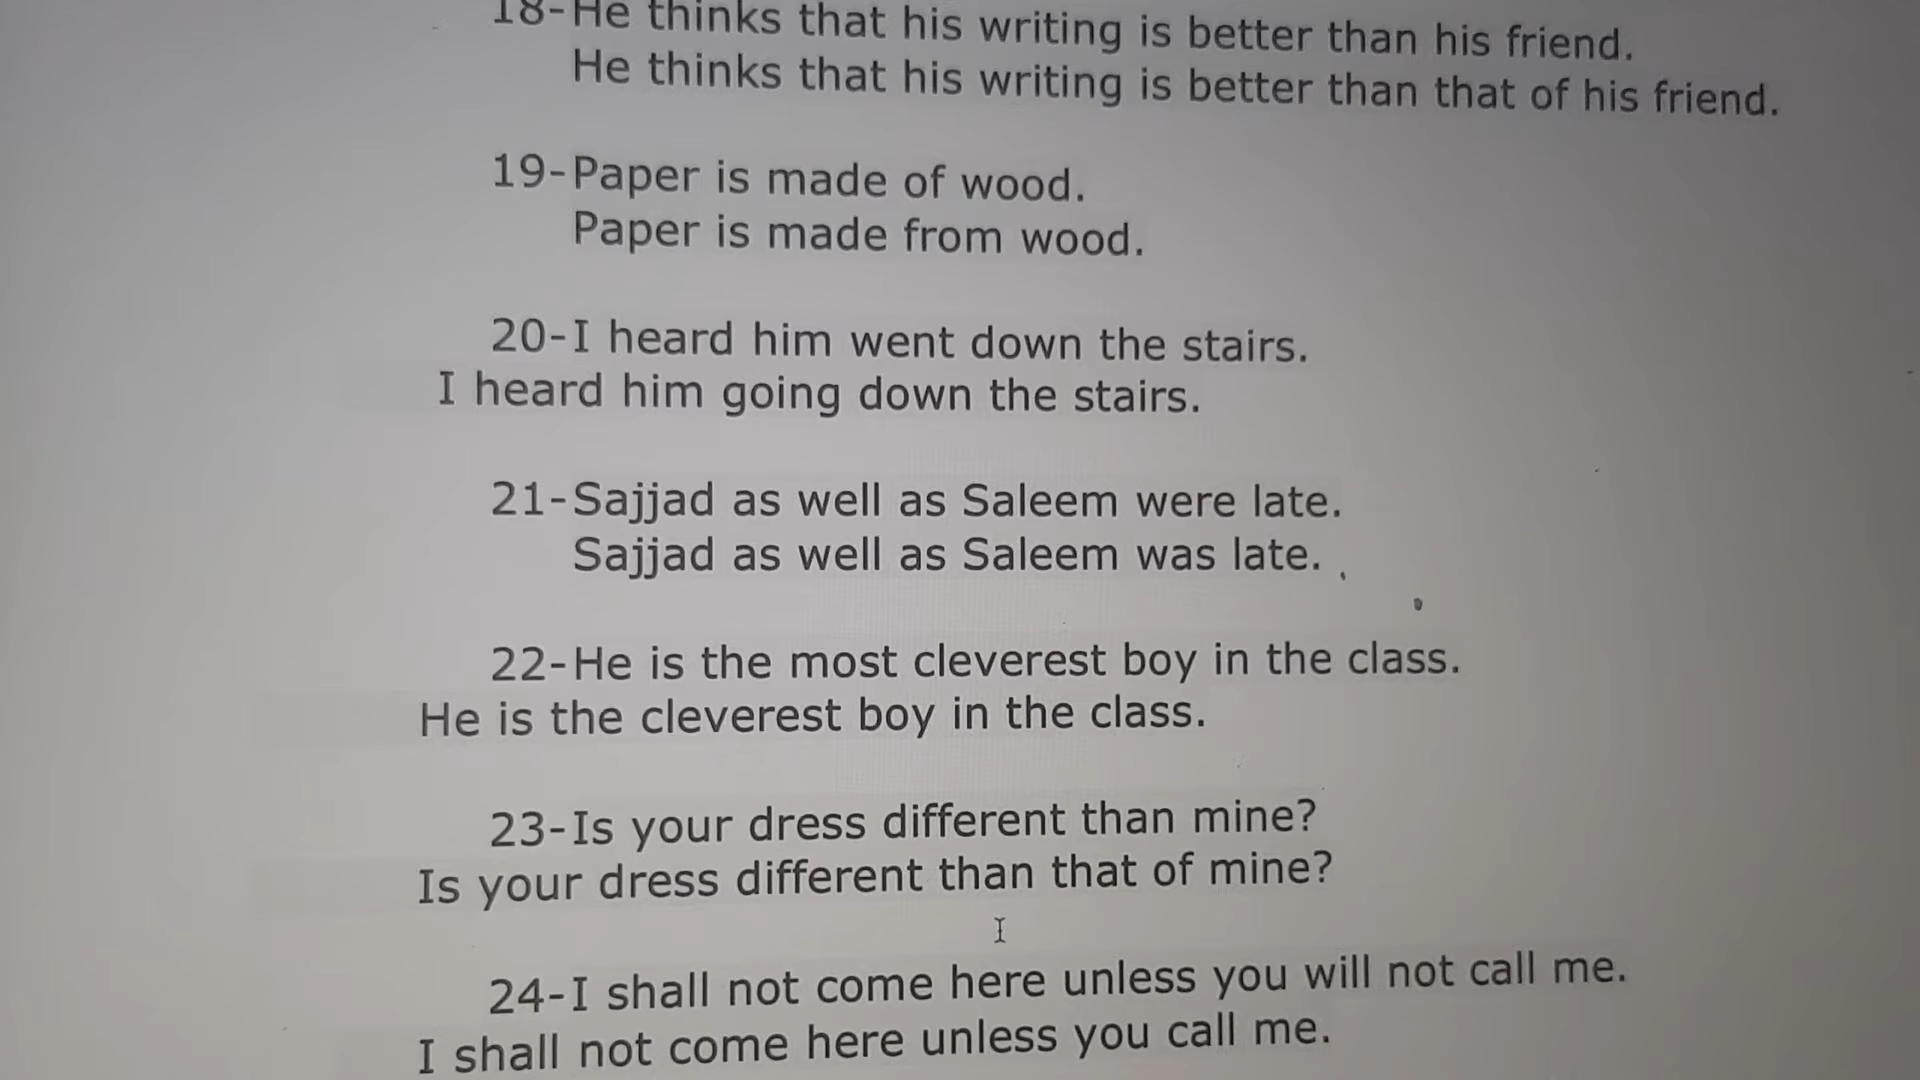 18-He thinks that his writing is better than his friend.
He thinks that his writing is better than that of his friend.
19-Paper is made of wood.
Paper is made from wood.
20-I heard him went down the stairs.
I heard him going down the stairs.
21-Sajjad as well as Saleem were late.
Sajjad as well as Saleem was late.
22-He is the most cleverest boy in the class.
He is the cleverest boy in the class.
23-Is your dress different than mine?
Is your dress different than that of mine?
24-I shall not come here unless you will not call me.
I shall not come here unless you call me.